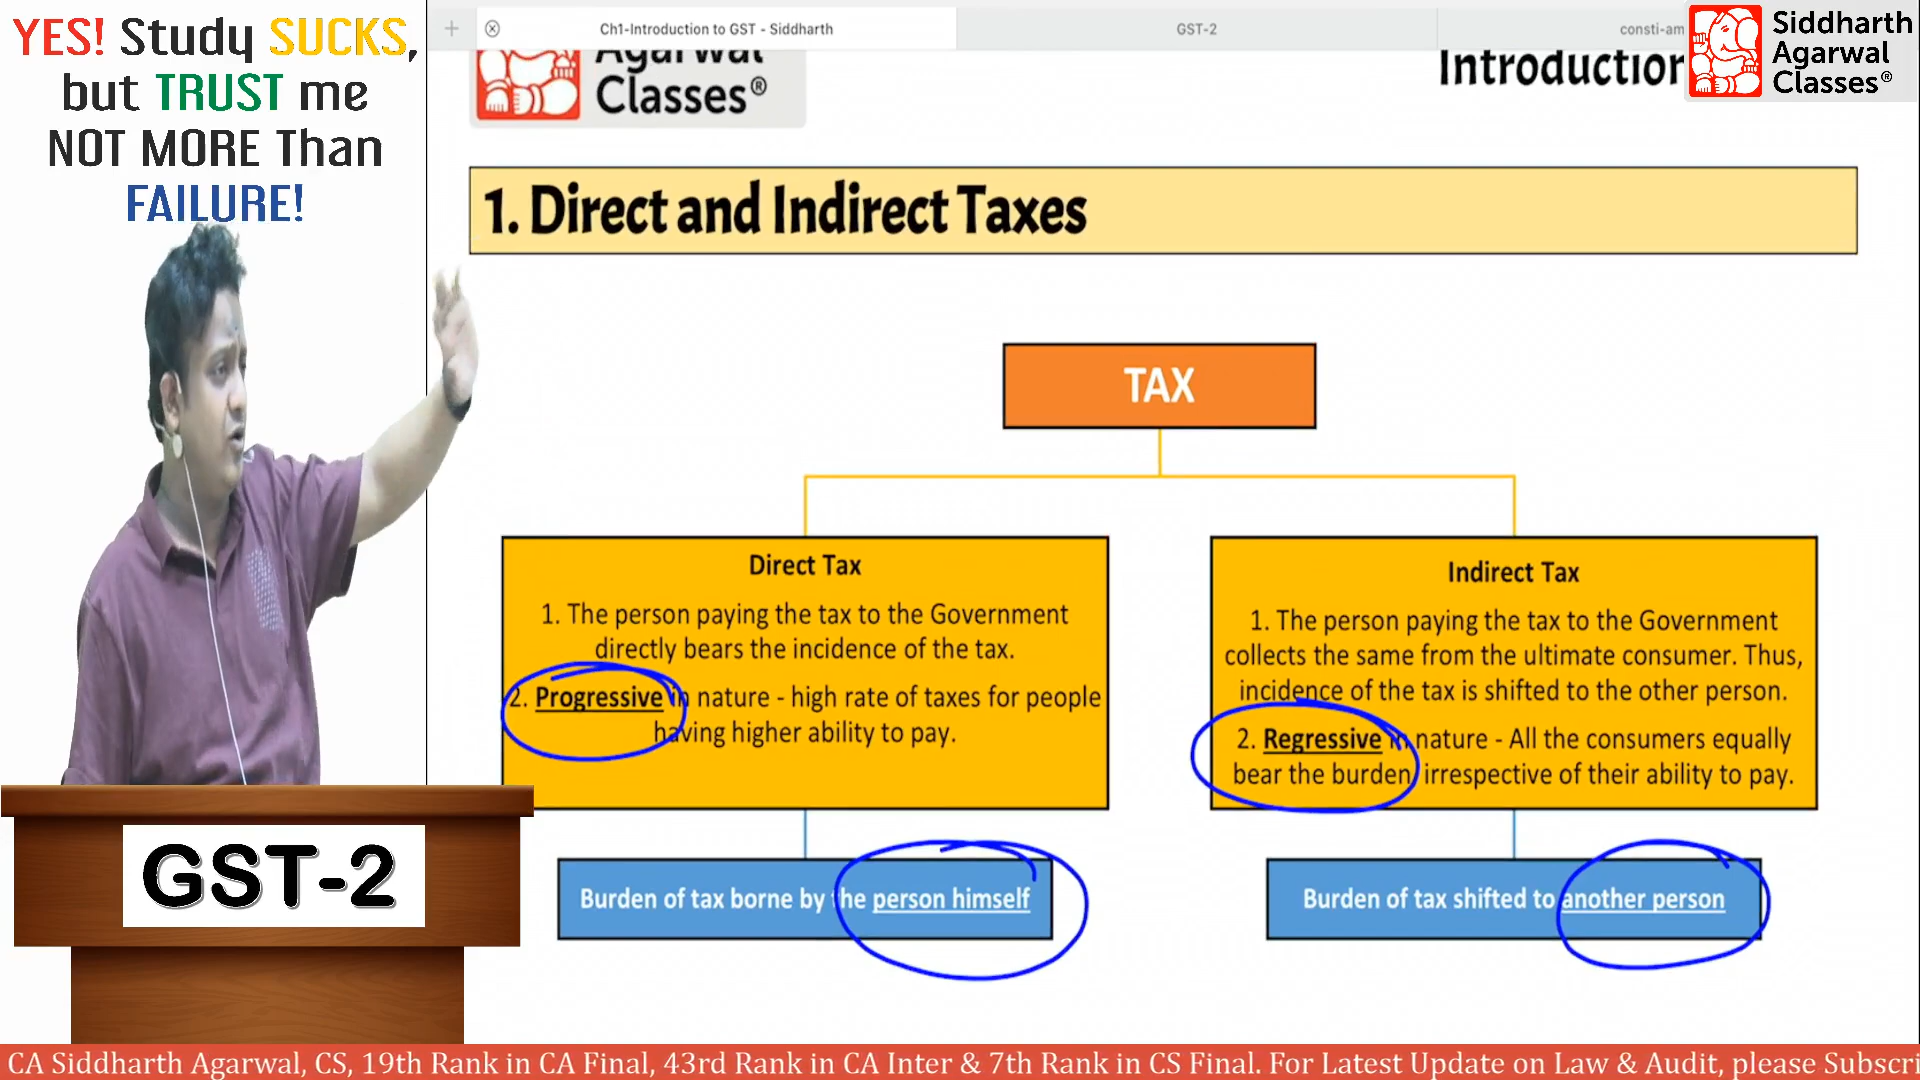 YES! Study SUCKS,
but TRUST me
NOT MORE Than
FAILURE!
Ch1-Introduction to GST - Siddharth
GST-2
consti-am
Agarwal
Classes®
Introduction
Siddharth
Agarwal
Classes®
1. Direct and Indirect Taxes
TAX
Direct Tax
1. The person paying the tax to the Government
directly bears the incidence of the tax.
2. Progressive in nature - high rate of taxes for people
having higher ability to pay.
Burden of tax borne by the person himself
Indirect Tax
1. The person paying the tax to the Government
collects the same from the ultimate consumer. Thus,
incidence of the tax is shifted to the other person.
2. Regressive in nature - All the consumers equally
bear the burden, irrespective of their ability to pay.
Burden of tax shifted to another person
GST-2
CA Siddharth Agarwal, CS, 19th Rank in CA Final, 43rd Rank in CA Inter & 7th Rank in CS Final. For Latest Update on Law & Audit, please Subscri